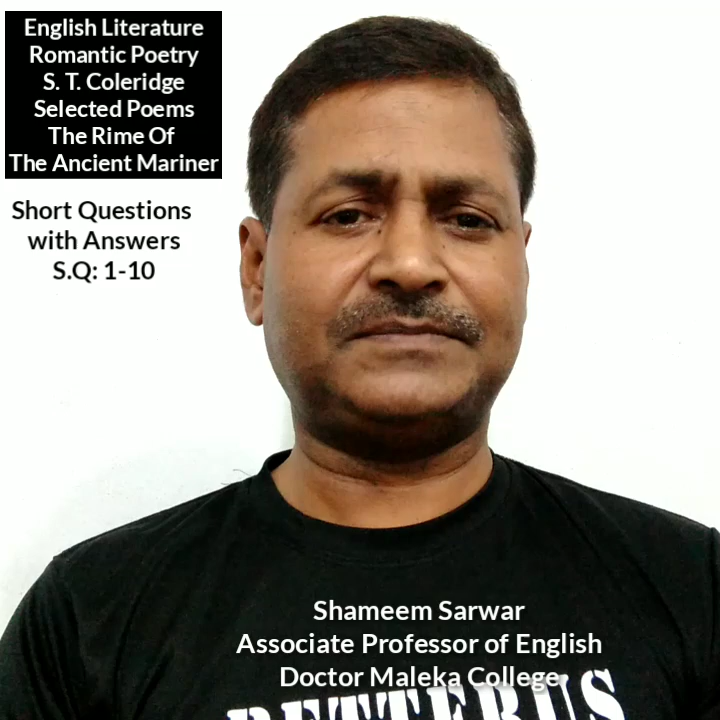 English Literature
Romantic Poetry
S. T. Coleridge
Selected Poems
The Rime Of
The Ancient Mariner
Short Questions
with Answers
S.Q: 1-10
Shameem Sarwar
Associate Professor of English
Doctor Maleka College